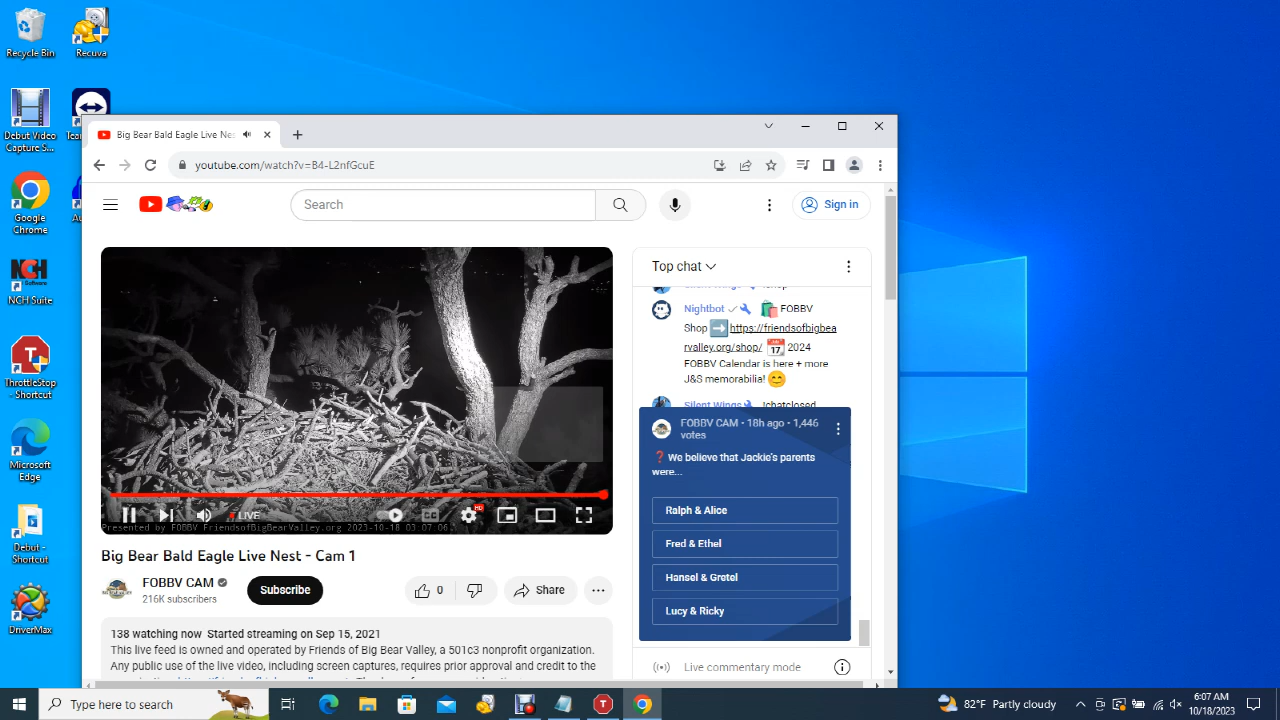 Recycle Bin
Recuva
Debut Video
Capture S...
Tea
Google
Chrome
Au
NCH
NCH Suite
ThrottleStop
- Shortcut
Microsoft
Edge
Debut -
Shortcut
DriverMax
Big Bear Bald Eagle Live Nes
youtube.com/watch?v=B4-L2nfGcuE
Search
Sign in
Top chat
Nightbot FOBBV
Shop https://friendsofbigbea
rvalley.org/shop/ 2024
FOBBV Calendar is here + more
J&S memorabilia!
Silent Wings !chatclosed
FOBBV CAM • 18h ago • 1,446
votes
We believe that Jackie's parents
were...
Ralph & Alice
Fred & Ethel
Hansel & Gretel
Lucy & Ricky
Live commentary mode
LIVE
HD
Presented by FOBBV FriendsofBigBearValley.org 2023-10-18 03:07:06
Big Bear Bald Eagle Live Nest - Cam 1
FOBBV CAM
216K subscribers
Subscribe
0
Share
138 watching now Started streaming on Sep 15, 2021
This live feed is owned and operated by Friends of Big Bear Valley, a 501c3 nonprofit organization.
Any public use of the live video, including screen captures, requires prior approval and credit to the
Type here to search
82°F Partly cloudy
6:07 AM
10/18/2023